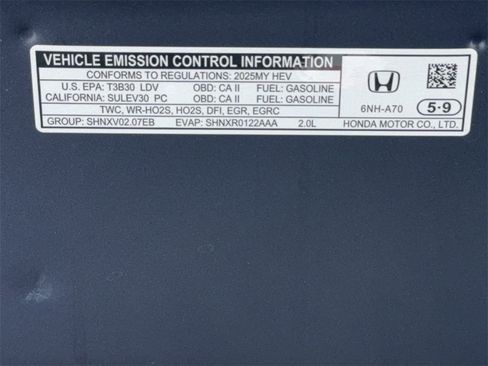 VEHICLE EMISSION CONTROL INFORMATION
CONFORMS TO REGULATIONS: 2025MY HEV
U.S. EPA: T3B30 LDV OBD: CA II FUEL: GASOLINE
CALIFORNIA: SULEV30 PC OBD: CA II FUEL: GASOLINE
TWC, WR-HO2S, HO2S, DFI, EGR, EGRC
GROUP: SHNXV02.07EB EVAP: SHNXR0122AAA 2.0L
HONDA
6NH-A70 5·9
HONDA MOTOR CO., LTD.